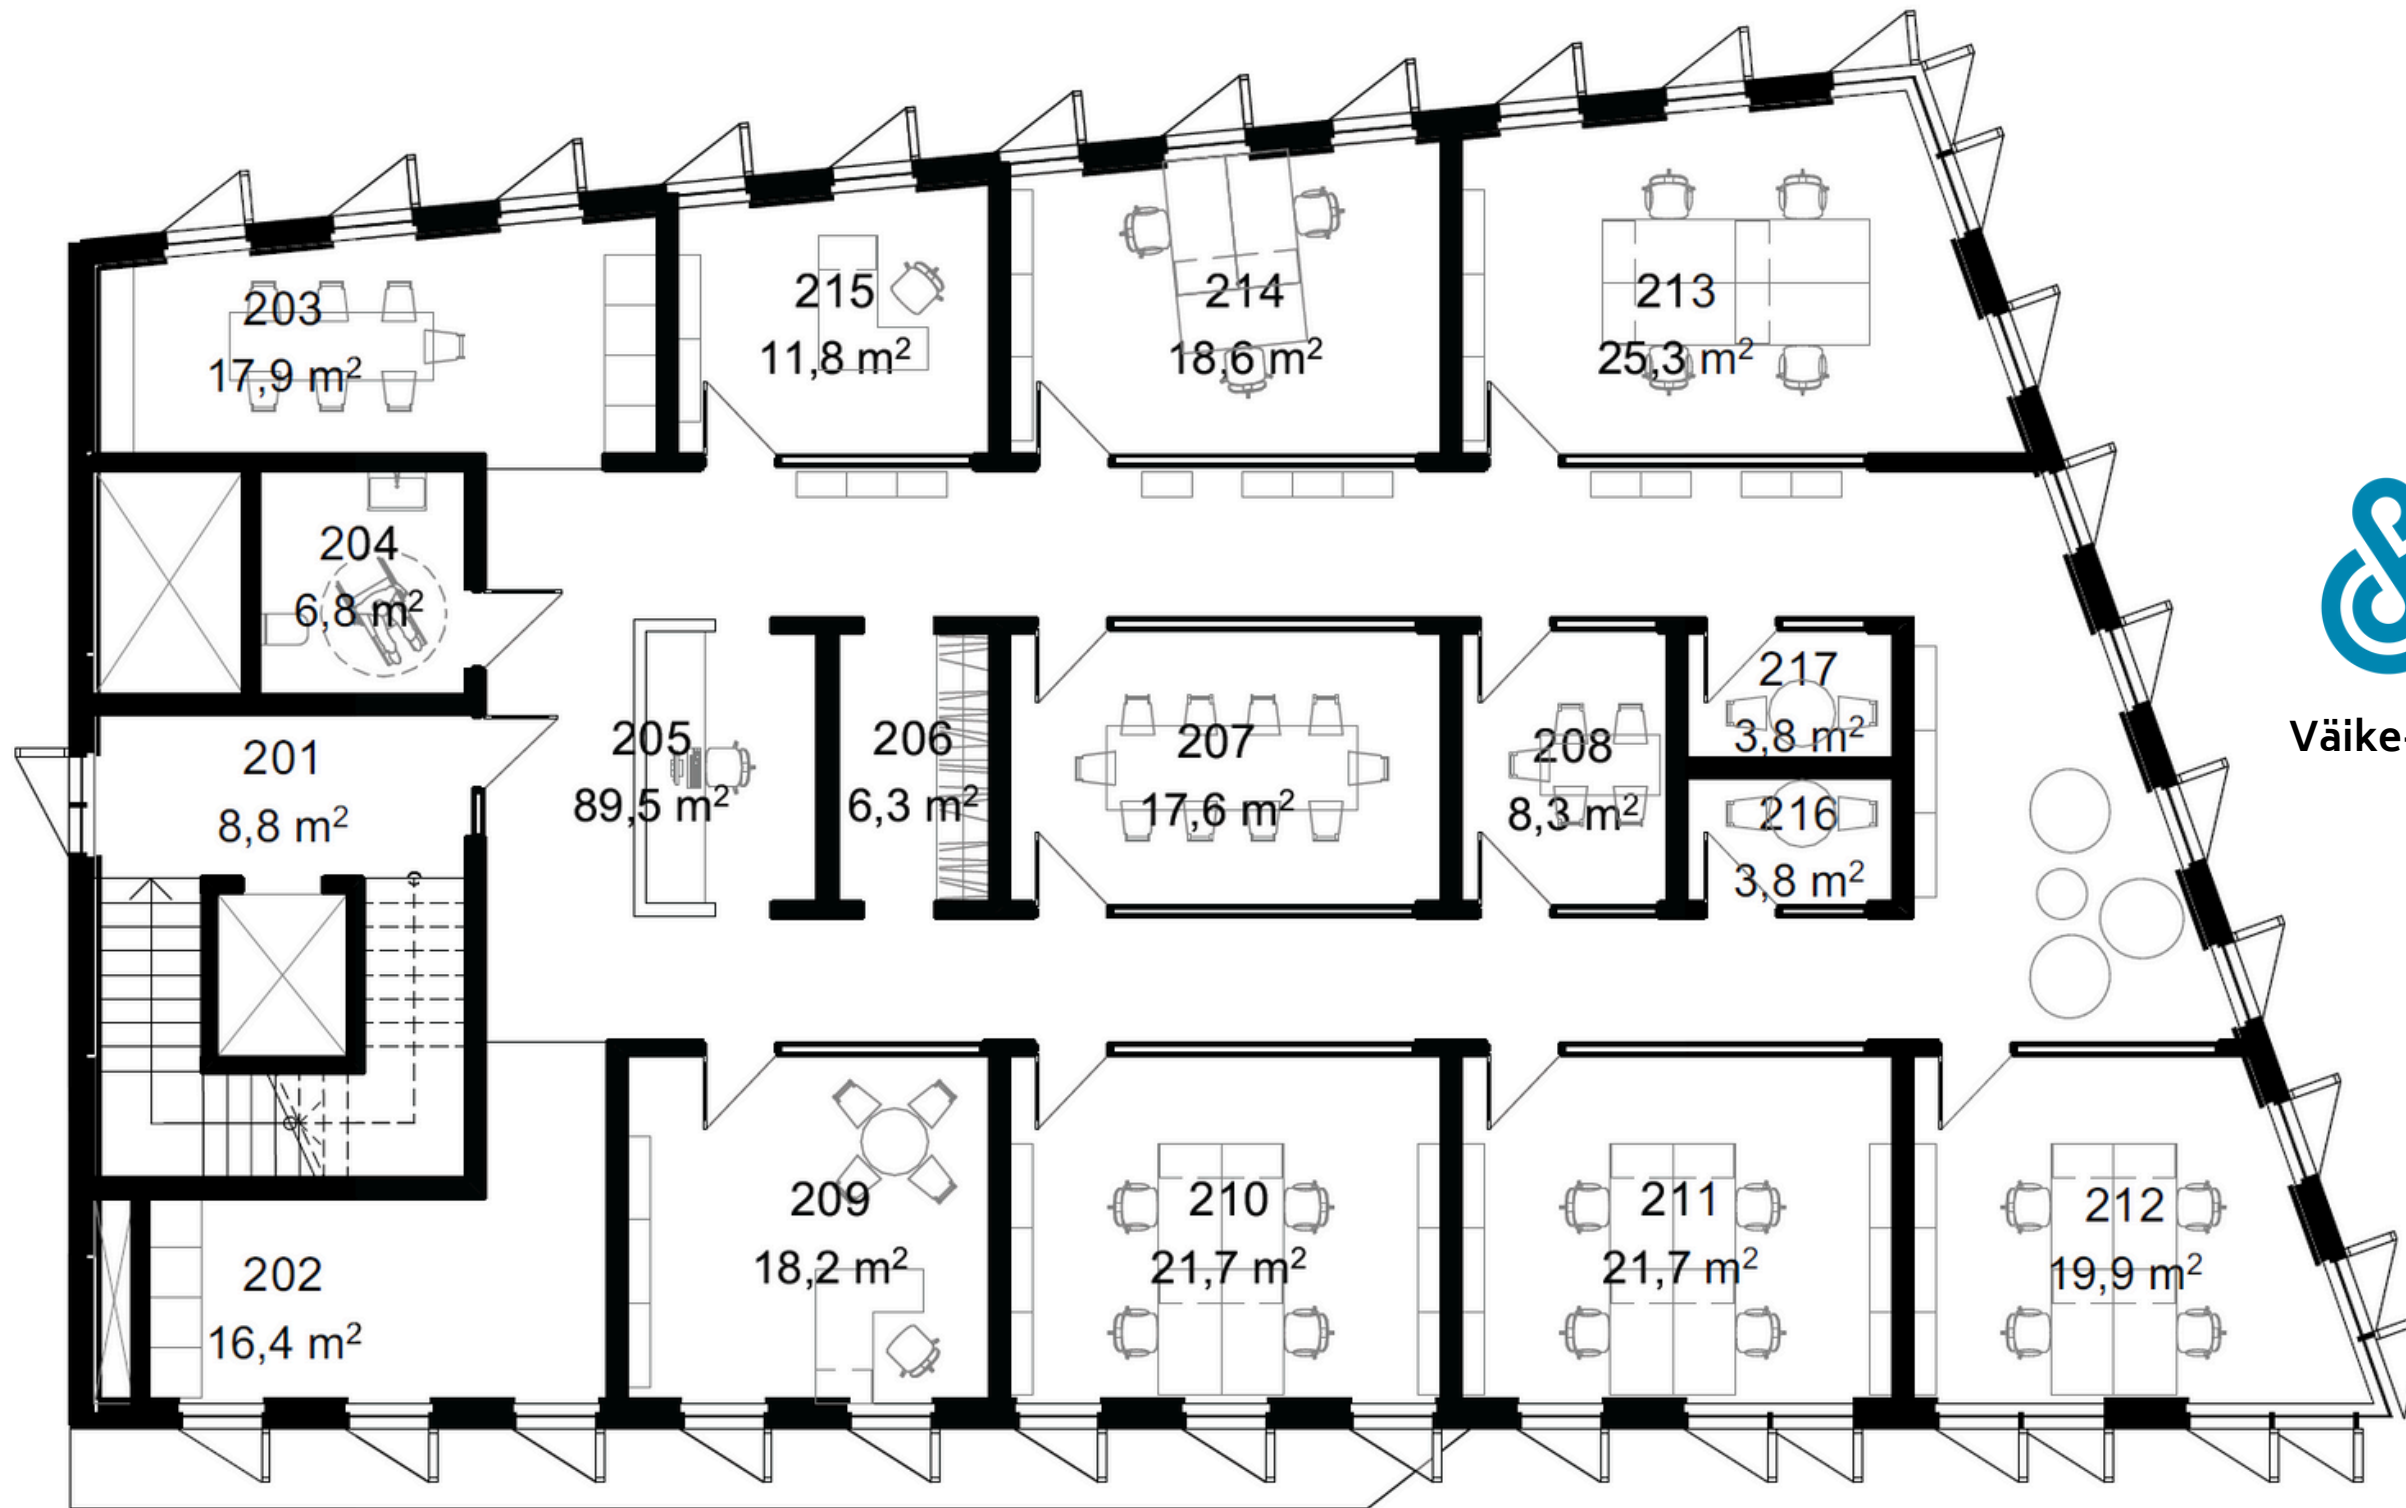 203
17,9 m²
215
11,8 m²
214
18,6 m²
213
25,3 m²
204
6,8 m²
201
8,8 m²
205
89,5 m²
206
6,3 m²
207
17,6 m²
208
8,3 m²
217
3,8 m²
216
3,8 m²
Väike-
202
16,4 m²
209
18,2 m²
210
21,7 m²
211
21,7 m²
212
19,9 m²